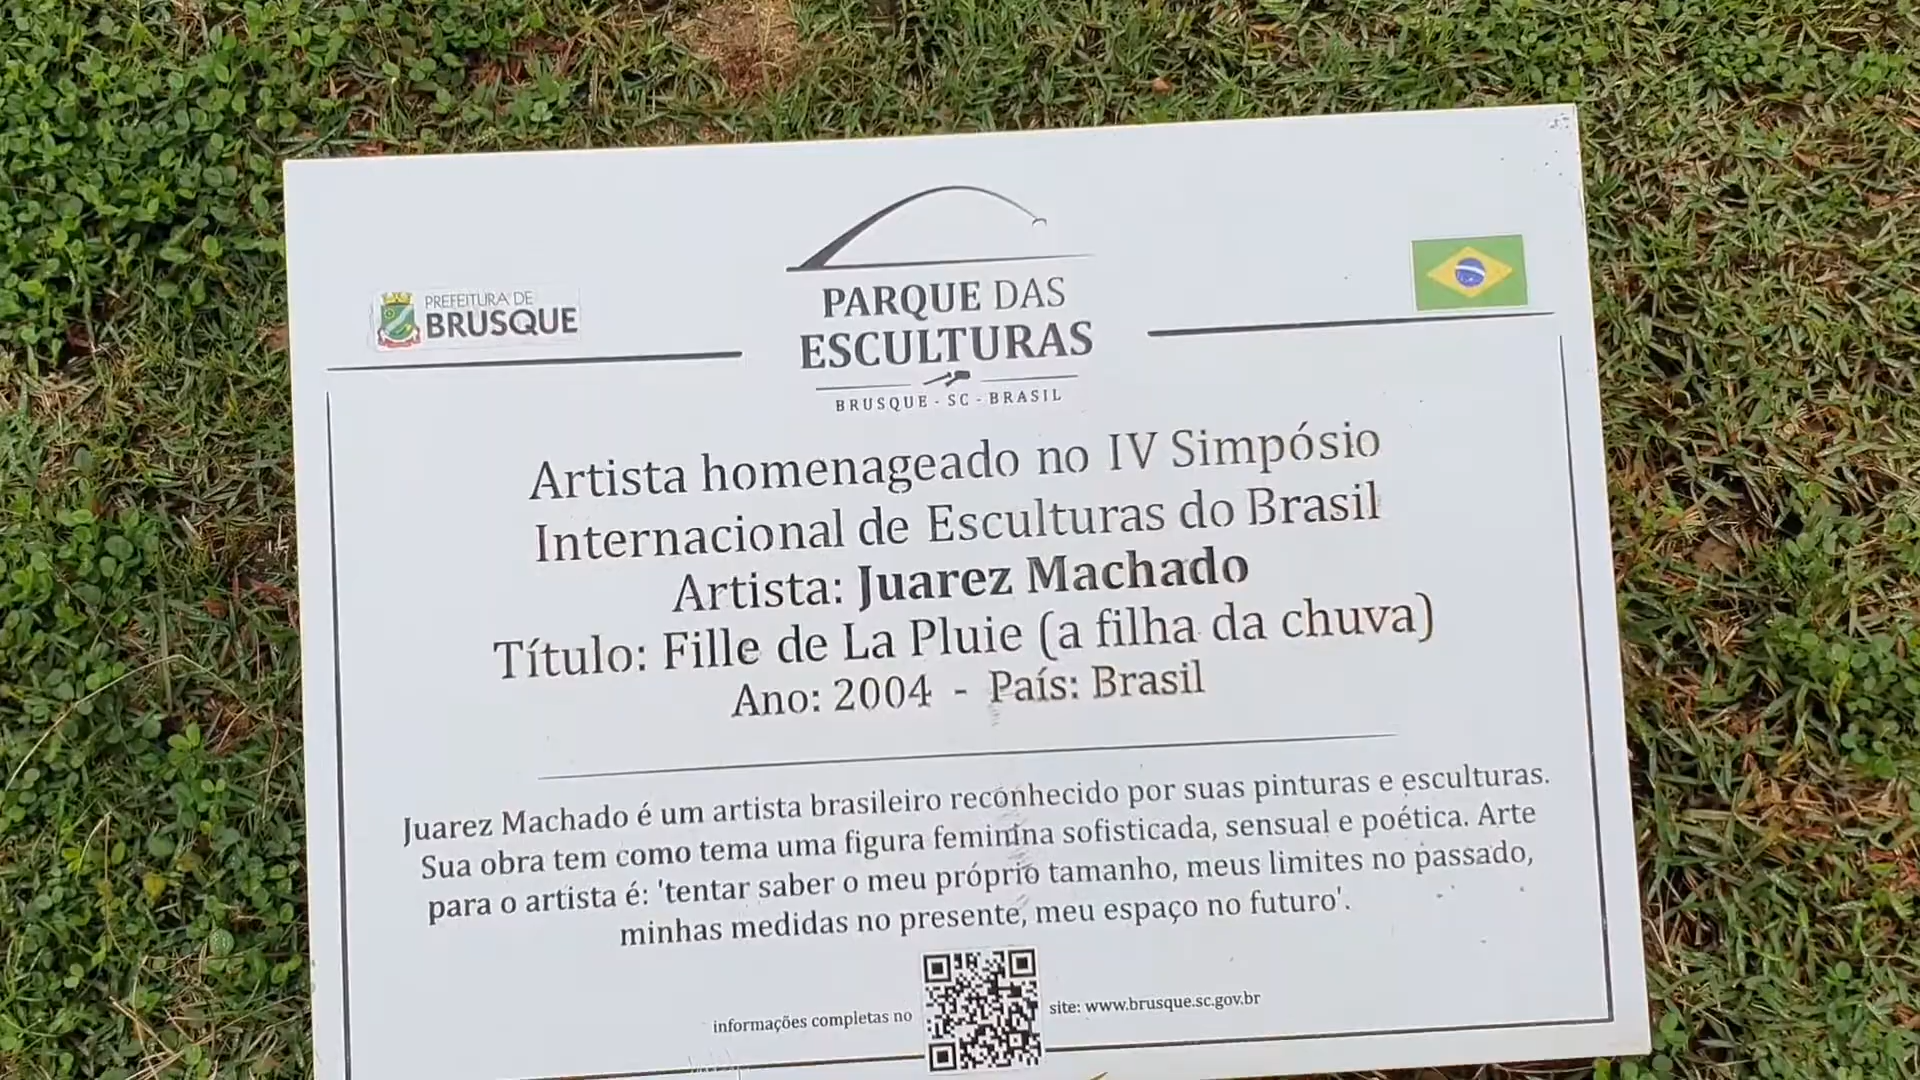 PREFEITURA DE
BRUSQUE
PARQUE DAS
ESCULTURAS
BRUSQUE - SC - BRASIL
Artista homenageado no IV Simpósio
Internacional de Esculturas do Brasil
Artista: Juarez Machado
Título: Fille de La Pluie (a filha da chuva)
Ano: 2004 - País: Brasil
Juarez Machado é um artista brasileiro reconhecido por suas pinturas e esculturas.
Sua obra tem como tema uma figura feminina sofisticada, sensual e poética. Arte
para o artista é: 'tentar saber o meu próprio tamanho, meus limites no passado,
minhas medidas no presente, meu espaço no futuro'.
informações completas no site: www.brusque.sc.gov.br